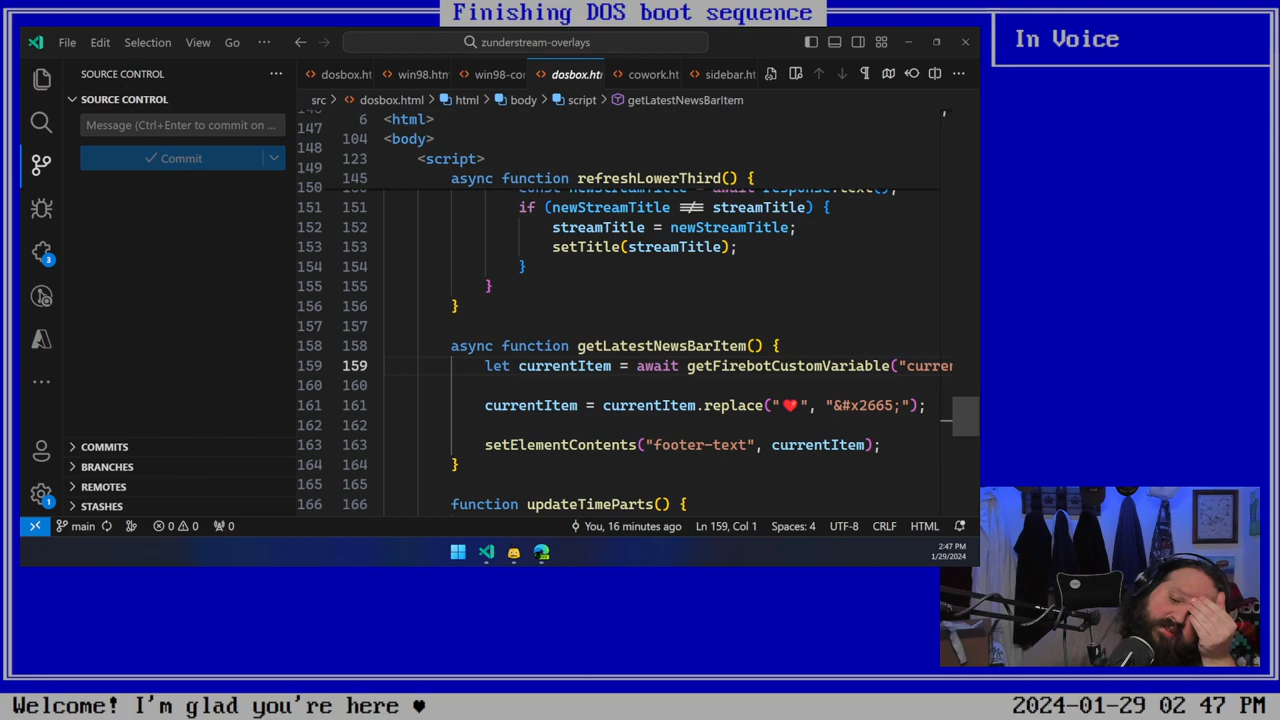 Finishing DOS boot sequence
In Voice
File Edit Selection View Go ··· zunderstream-overlays
SOURCE CONTROL ···
dosbox.ht win98.htm win98-co dosbox.ht cowork.ht sidebar.ht ···
SOURCE CONTROL
src > dosbox.html > html > body > script > getLatestNewsBarItem
Message (Ctrl+Enter to commit on ...
Commit
147 6 <html>
148 104 <body>
149 123 <script>
145 async function refreshLowerThird() {
150
151 151 if (newStreamTitle !== streamTitle) {
152 152 streamTitle = newStreamTitle;
153 153 setTitle(streamTitle);
154 154 }
155 155 }
156 156 }
157 157
158 158 async function getLatestNewsBarItem() {
159 159 let currentItem = await getFirebotCustomVariable("curre
160 160
161 161 currentItem = currentItem.replace("❤️", "&#x2665;");
162 162
163 163 setElementContents("footer-text", currentItem);
164 164 }
165 165
166 166 function updateTimeParts() {
3
COMMITS
BRANCHES
REMOTES
STASHES
1
main 0 0 0 You, 16 minutes ago Ln 159, Col 1 Spaces: 4 UTF-8 CRLF HTML
2:47 PM
1/29/2024
Welcome! I'm glad you're here ♥
2024-01-29 02 47 PM